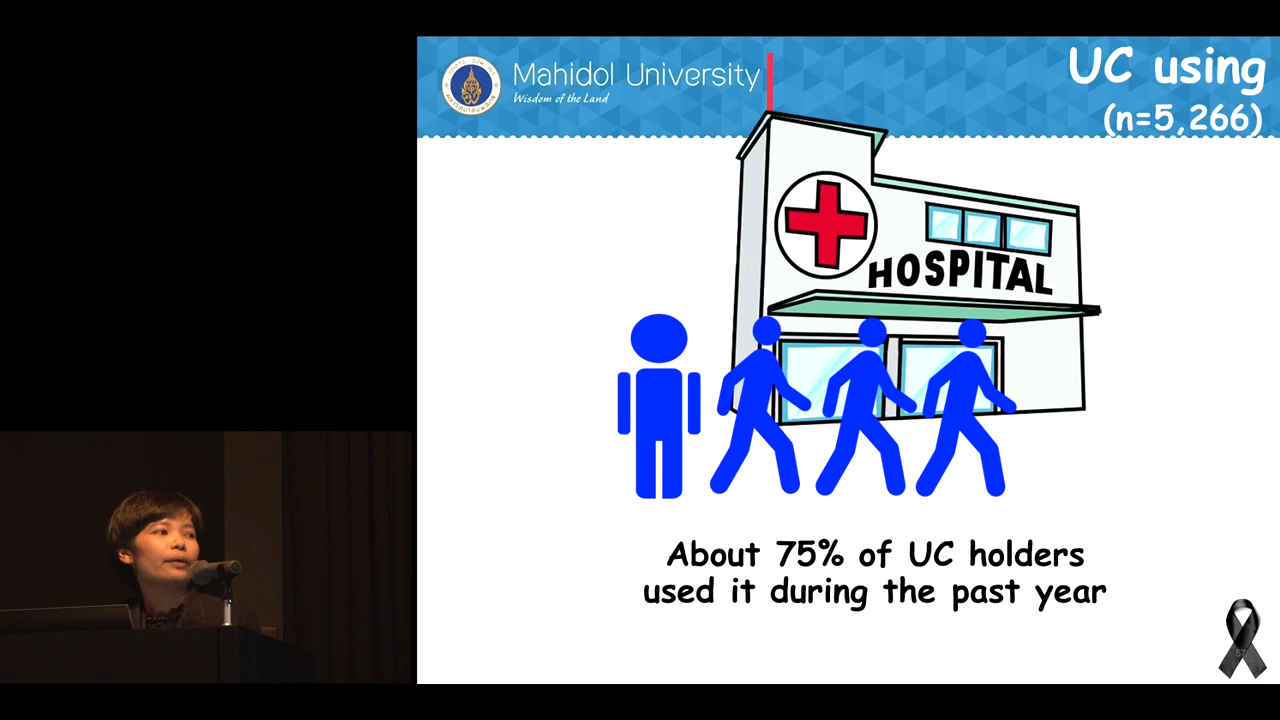 Mahidol University
Wisdom of the Land
UC using
(n=5,266)
HOSPITAL
About 75% of UC holders
used it during the past year
57